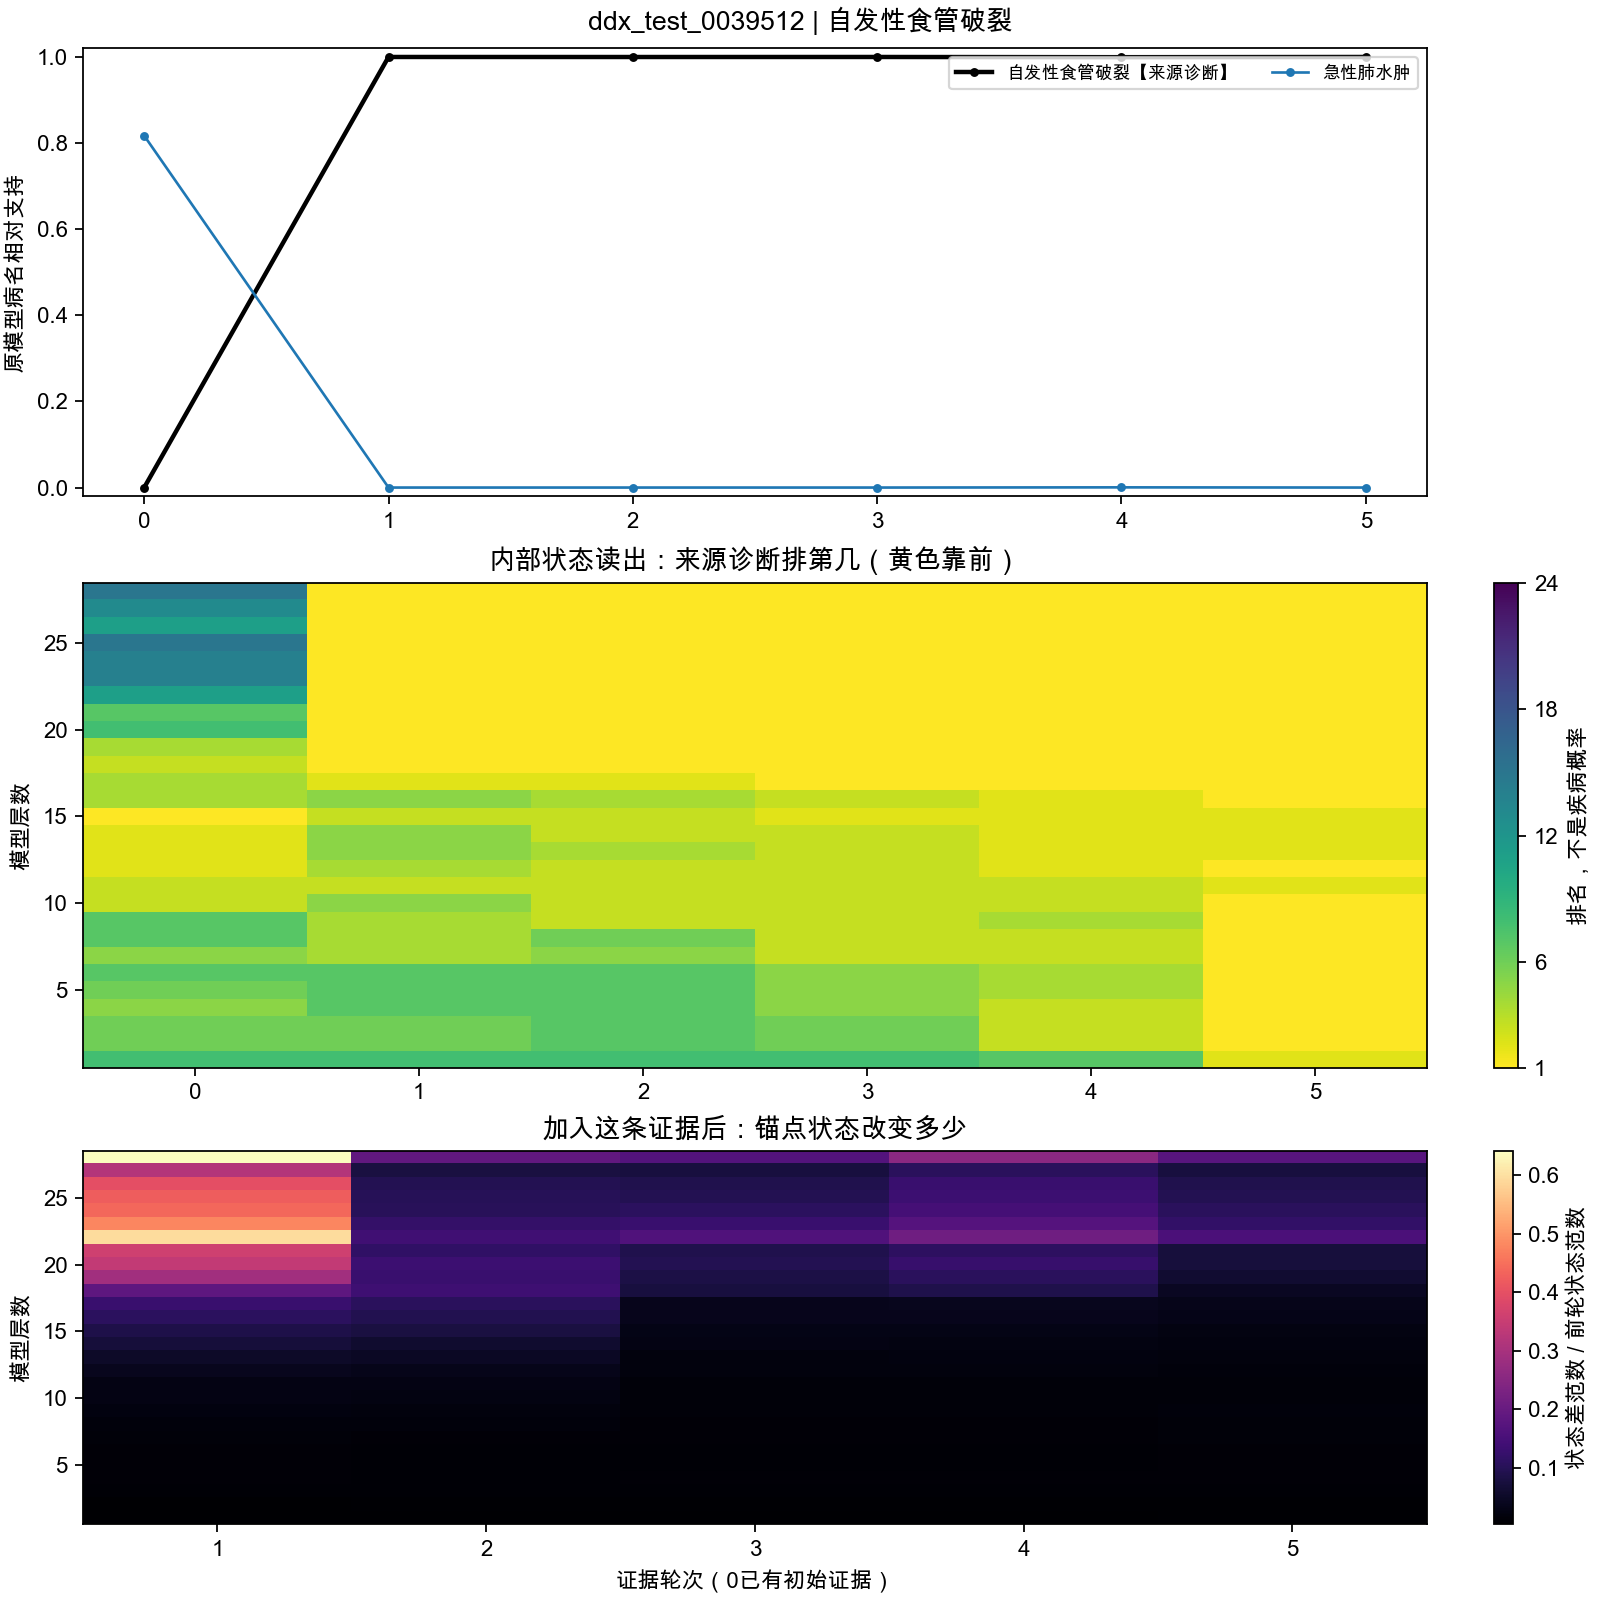 ddx_test_0039512 | 自发性食管破裂
原模型病名相对支持
1.0
0.8
0.6
0.4
0.2
0.0
自发性食管破裂【来源诊断】 急性肺水肿
0 1 2 3 4 5
内部状态读出：来源诊断排第几（黄色靠前）
模型层数
25
20
15
10
5
0 1 2 3 4 5
24
18
12
6
1
排名，不是疾病概率
加入这条证据后：锚点状态改变多少
模型层数
25
20
15
10
5
1 2 3 4 5
证据轮次（0已有初始证据）
0.6
0.5
0.4
0.3
0.2
0.1
状态差范数 / 前轮状态范数